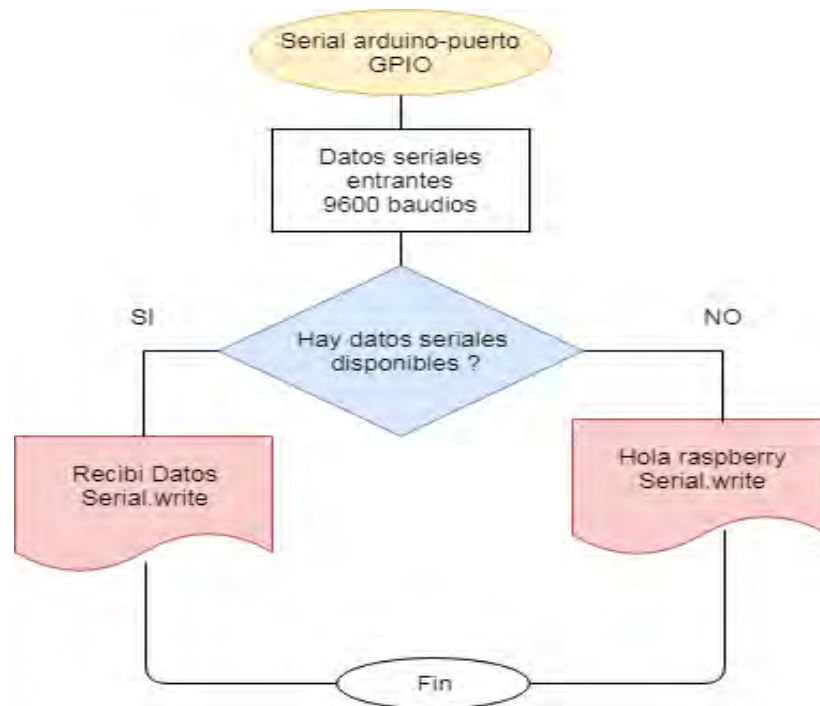 Serial arduino-puerto
GPIO
Datos seriales
entrantes
9600 baudios
SI
NO
Hay datos seriales
disponibles ?
Recibi Datos
Serial.write
Hola raspberry
Serial.write
Fin